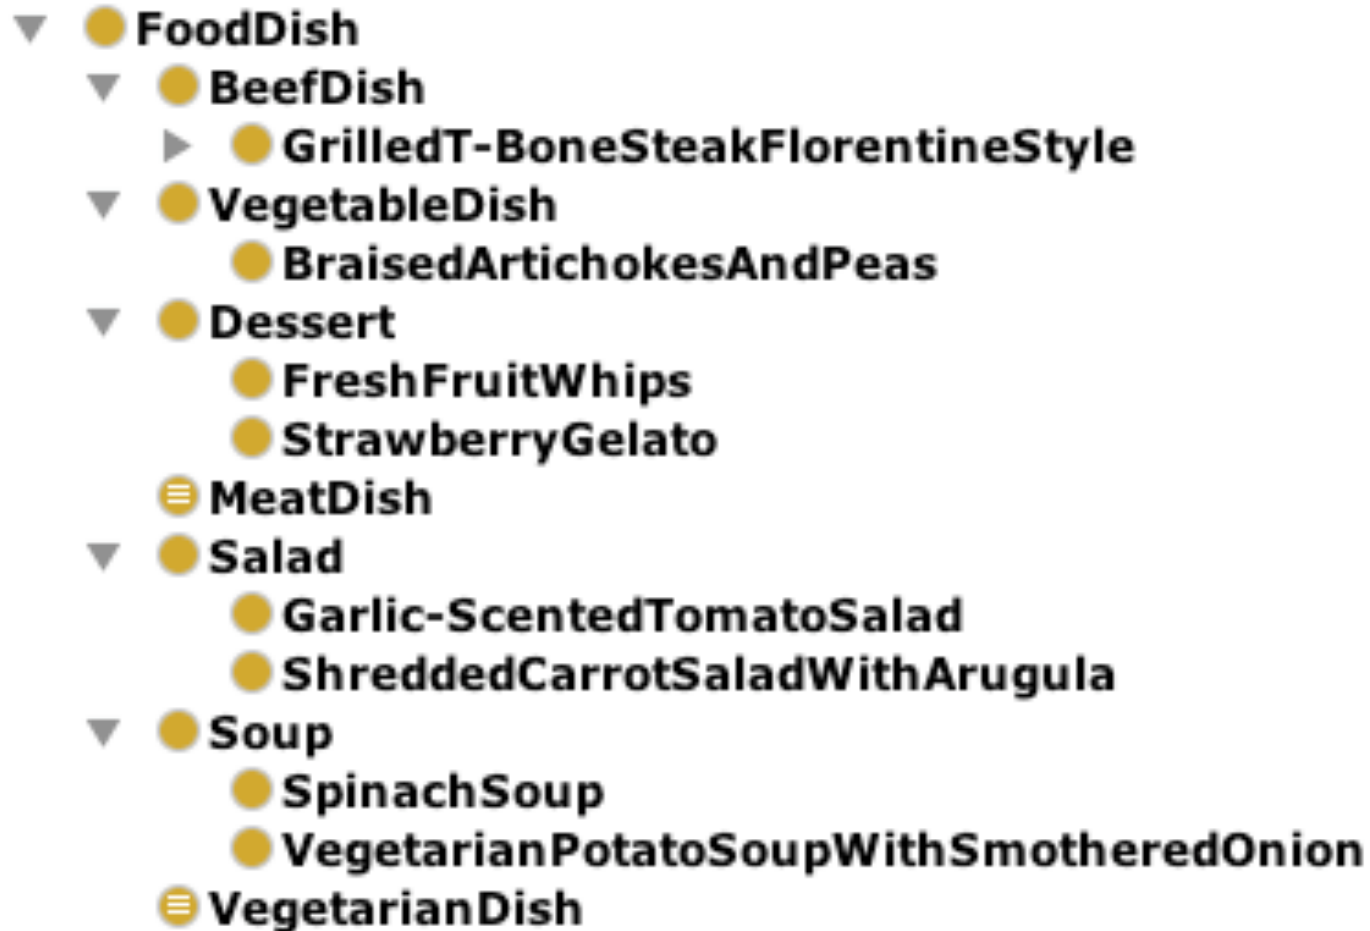 FoodDish
BeefDish
GrilledT-BoneSteakFlorentineStyle
VegetableDish
BraisedArtichokesAndPeas
Dessert
FreshFruitWhips
StrawberryGelato
MeatDish
Salad
Garlic-ScentedTomatoSalad
ShreddedCarrotSaladWithArugula
Soup
SpinachSoup
VegetarianPotatoSoupWithSmotheredOnion
VegetarianDish